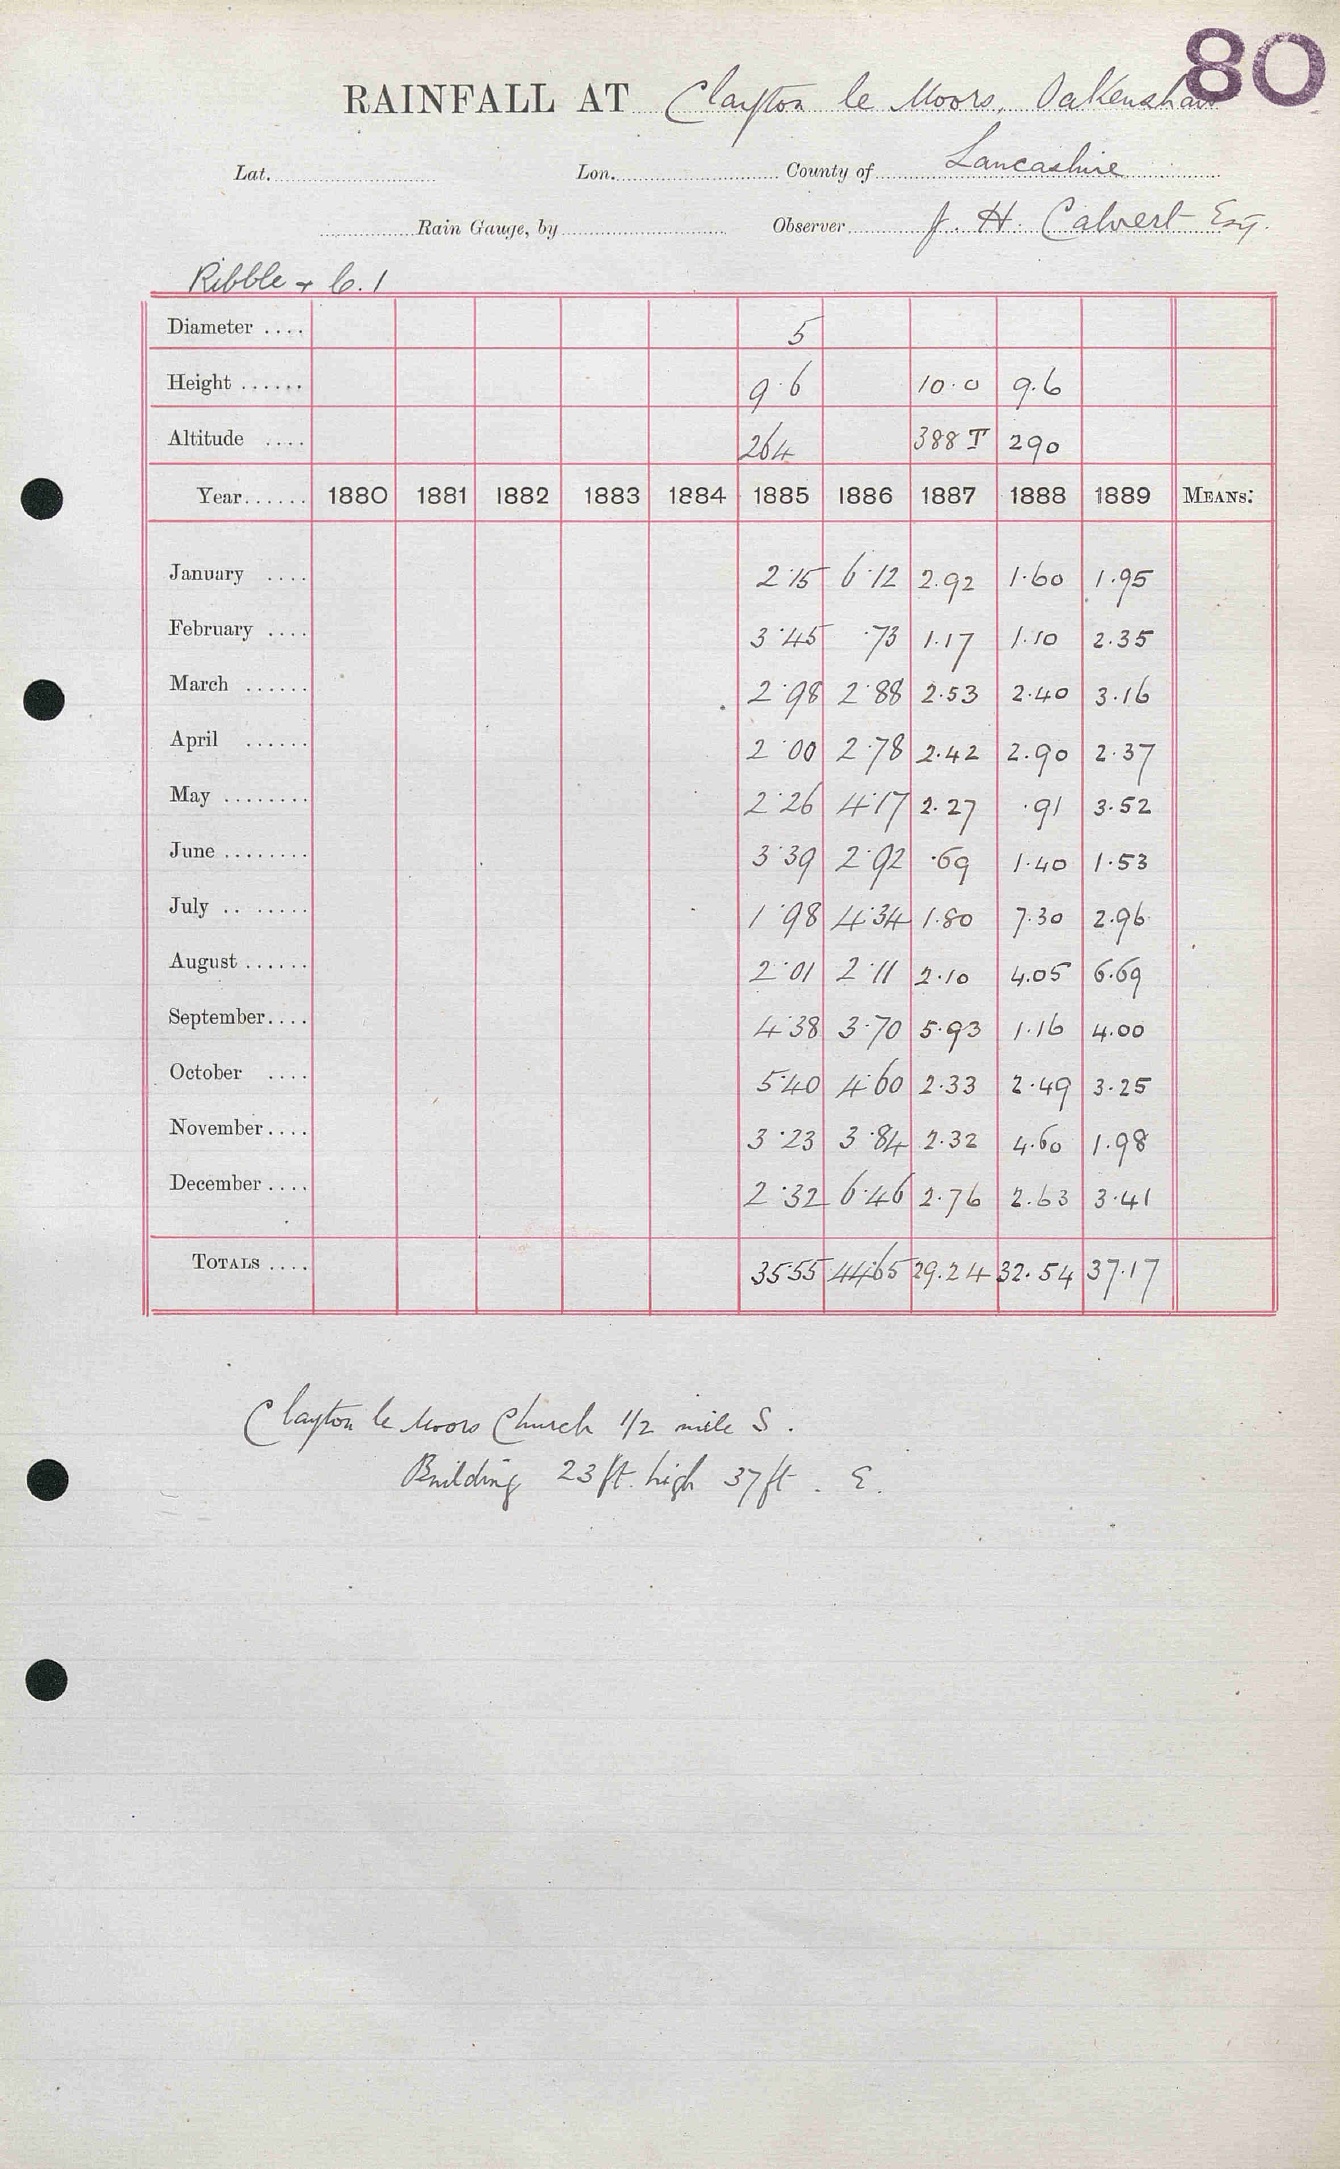 80
RAINFALL AT Clayton le Moors, Oakenshaw
Lat. Lon. County of Lancashire
Rain Gauge, by Observer J. H. Calvert Esq.
Ribble + C. 1
Diameter .... 5
Height ...... 9·6 10·0 9·6
Altitude .... 264 388 T 290
Year...... 1880 1881 1882 1883 1884 1885 1886 1887 1888 1889 MEANS:
January .... 2·15 6·12 2.92 1·60 1·95
February .... 3·45 ·73 1·17 1·10 2·35
March ...... 2·98 2·88 2·53 2·40 3·16
April ...... 2·00 2·78 2·42 2·90 2·37
May ........ 2·26 4·17 2·27 ·91 3·52
June ........ 3·39 2·92 ·69 1·40 1·53
July .. ...... 1·98 4·34 1·80 7·30 2·96
August ...... 2·01 2·11 2·10 4.05 6·69
September.... 4·38 3·70 5·93 1·16 4·00
October .... 5·40 4·60 2·33 2·49 3·25
November.... 3·23 3·84 2·32 4·60 1·98
December .... 2·32 6·46 2·76 2·63 3·41
TOTALS .... 35·55 44·65 29.24 32·54 37·17
Clayton le Moors Church 1/2 mile S.
Building 23 ft. high 37 ft. E.